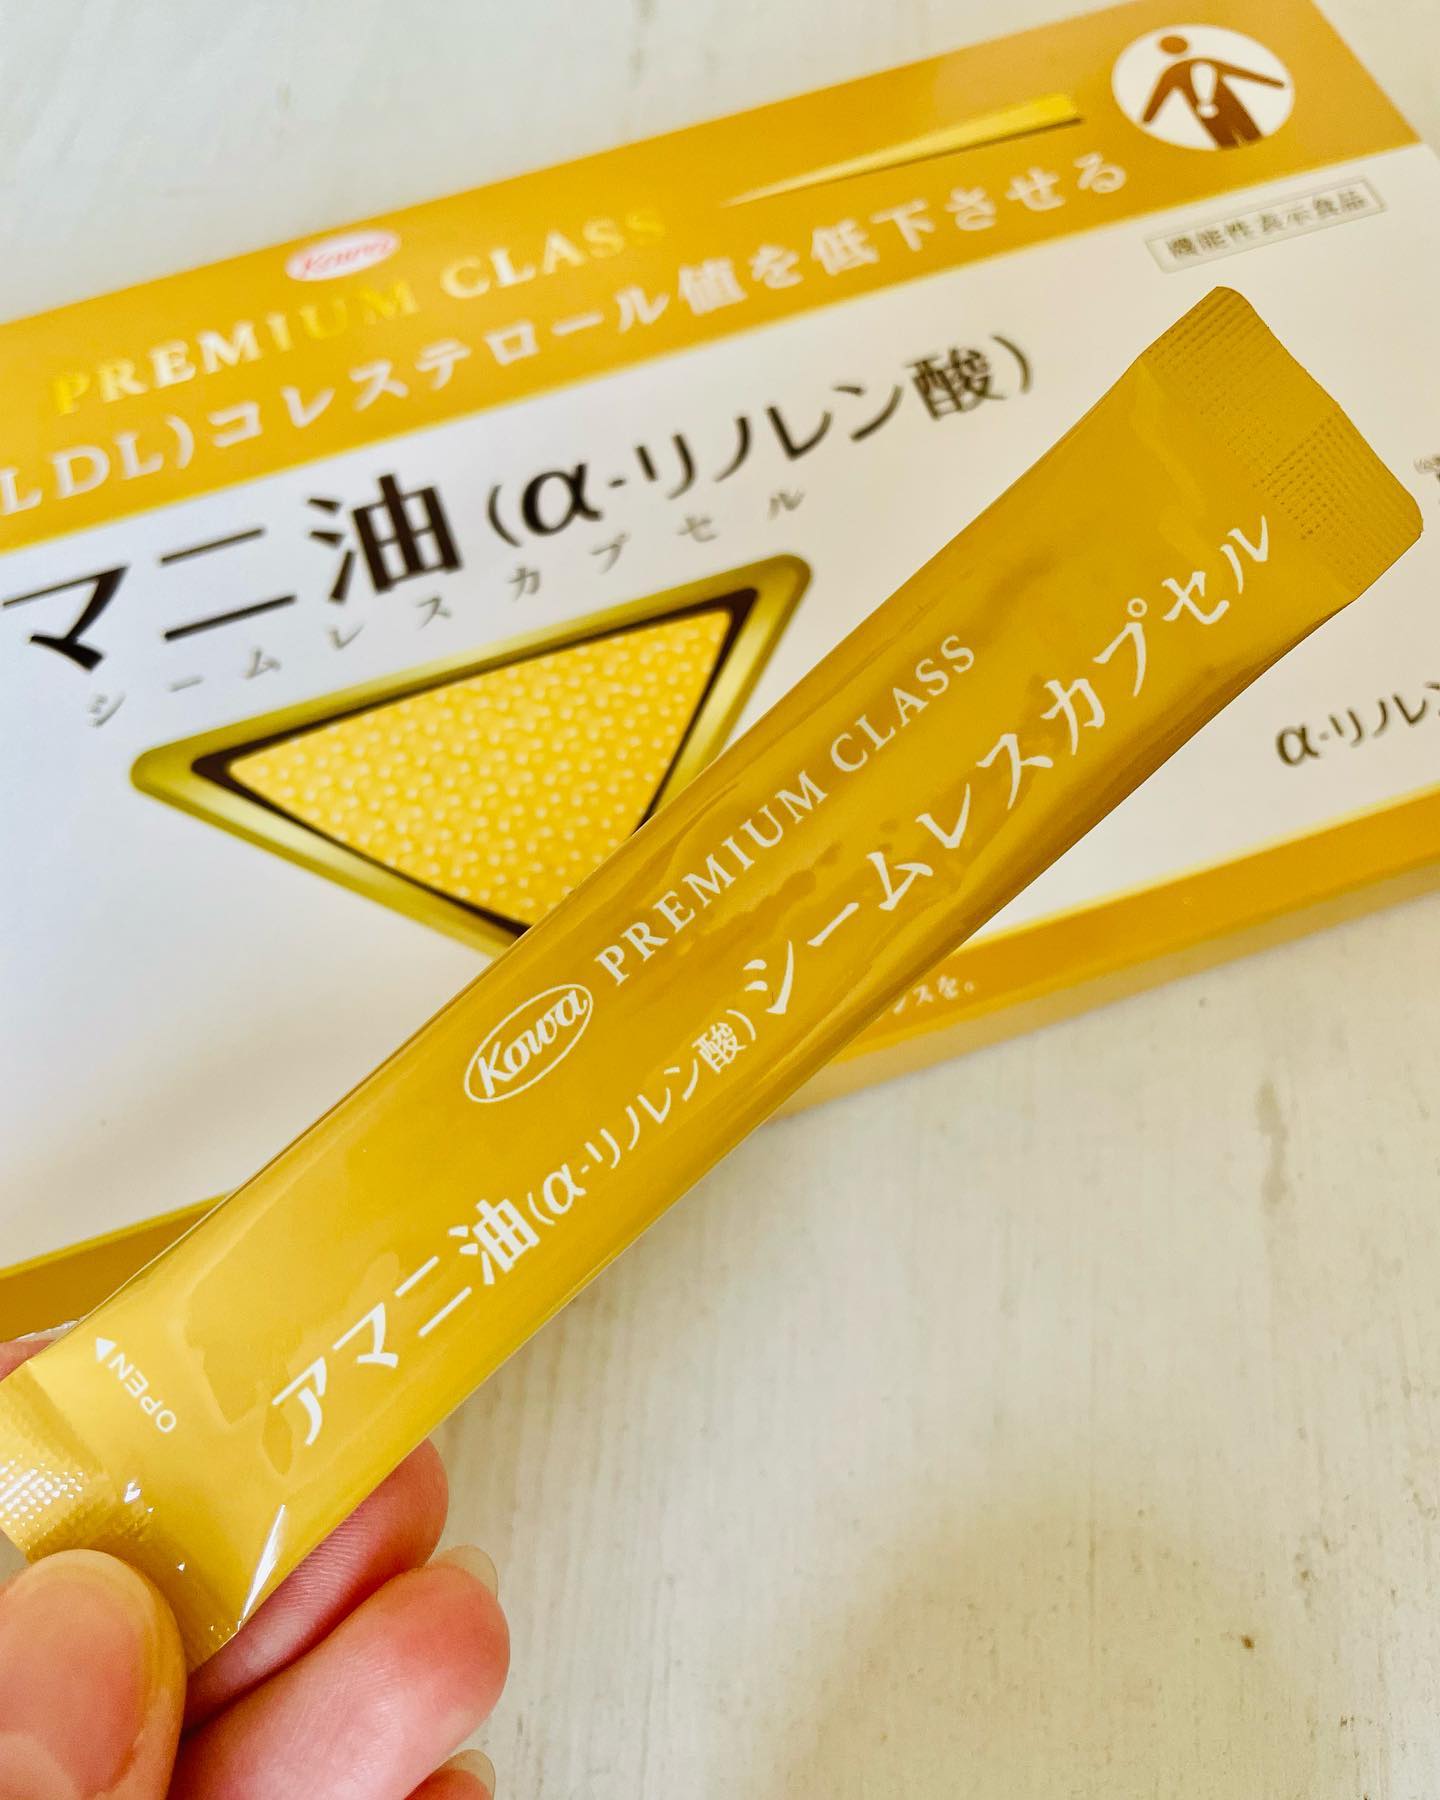 Kowa
PREMIUM CLASS
LDL)コレステロール値を低下させる
機能性表示食品
マニ油(α-リノレン酸)
シームレスカプセル
α-リノレン
Kowa PREMIUM CLASS
アマニ油(α-リノレン酸)シームレスカプセル
OPEN